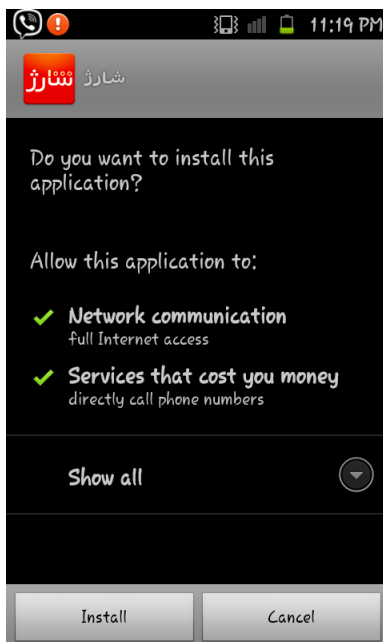 11:19 PM
شارژ شارژ
Do you want to install this
application?
Allow this application to:
Network communication
full Internet access
Services that cost you money
directly call phone numbers
Show all
Install Cancel